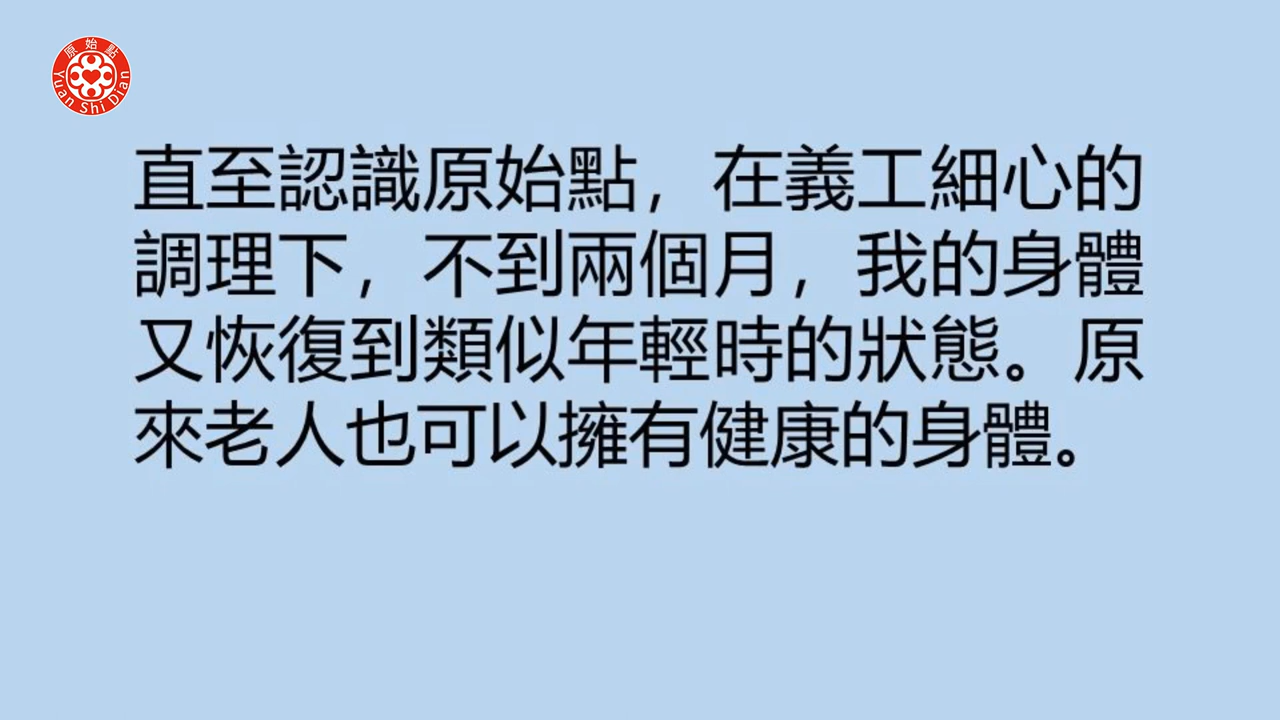 原始點
Yuan Shi Dian
直至認識原始點，在義工細心的
調理下，不到兩個月，我的身體
又恢復到類似年輕時的狀態。原
來老人也可以擁有健康的身體。